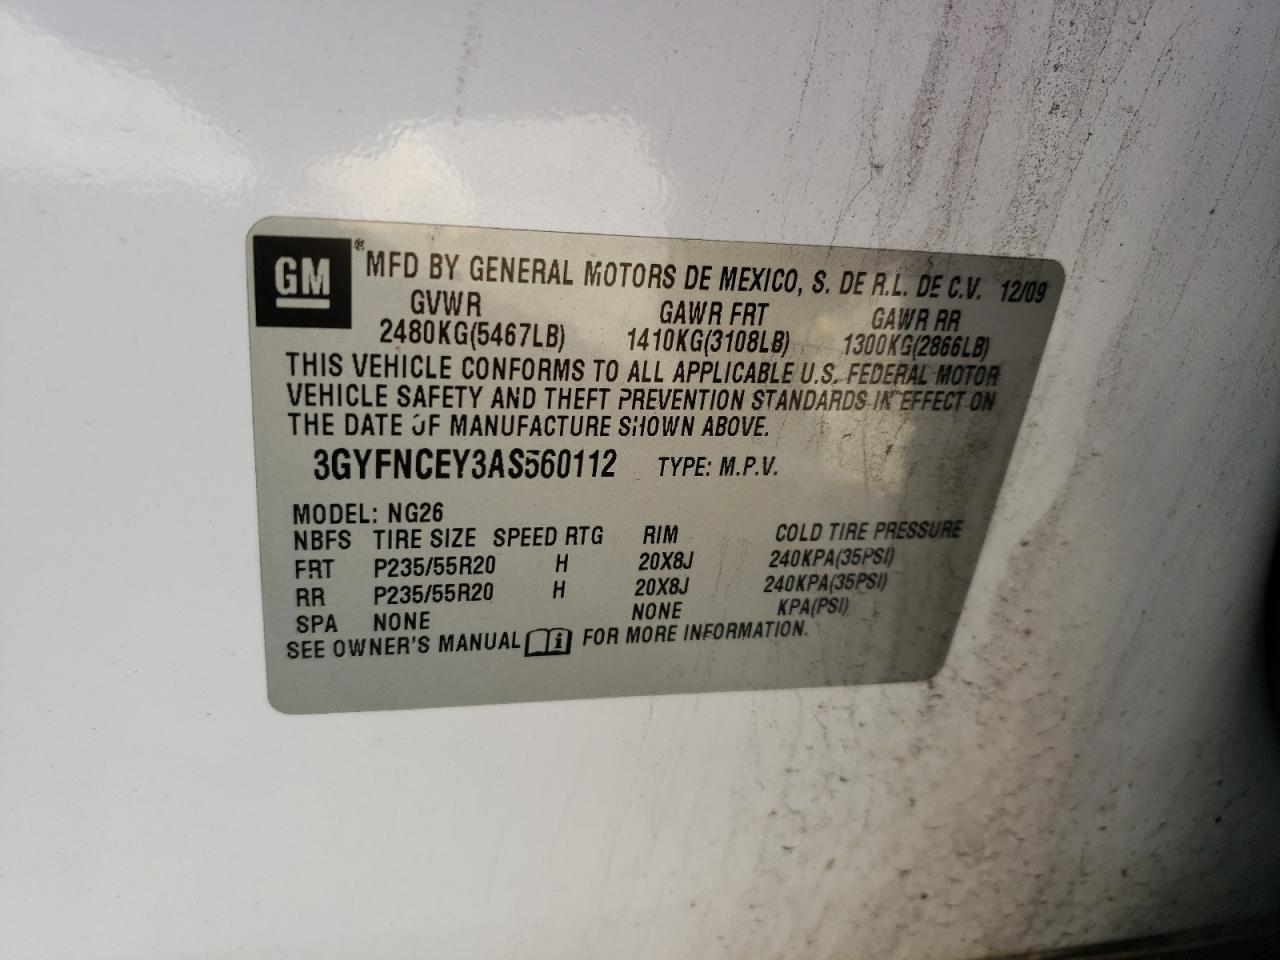 GM ® MFD BY GENERAL MOTORS DE MEXICO, S. DE R.L. DE C.V. 12/09
GVWR GAWR FRT GAWR RR
2480KG(5467LB) 1410KG(3108LB) 1300KG(2866LB)
THIS VEHICLE CONFORMS TO ALL APPLICABLE U.S. FEDERAL MOTOR
VEHICLE SAFETY AND THEFT PREVENTION STANDARDS IN EFFECT ON
THE DATE OF MANUFACTURE SHOWN ABOVE.
3GYFNCEY3AS560112 TYPE: M.P.V.
MODEL: NG26
NBFS TIRE SIZE SPEED RTG RIM COLD TIRE PRESSURE
FRT P235/55R20 H 20X8J 240KPA(35PSI)
RR P235/55R20 H 20X8J 240KPA(35PSI)
SPA NONE NONE KPA(PSI)
SEE OWNER'S MANUAL i FOR MORE INFORMATION.